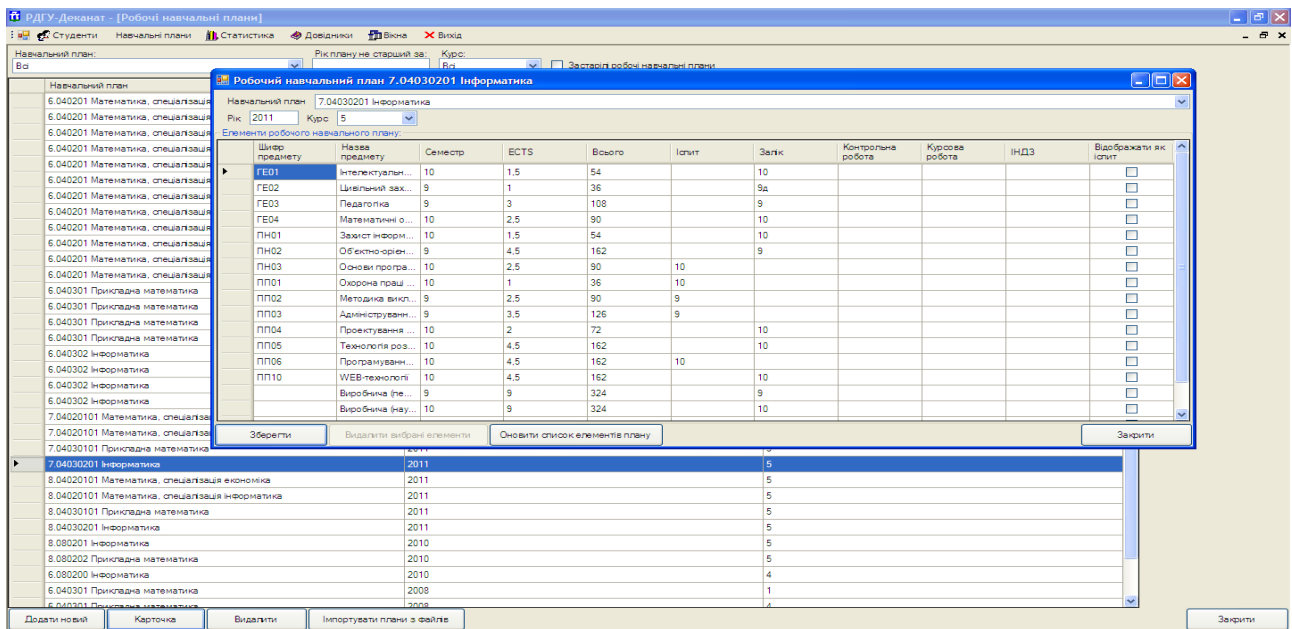 РДГУ-Деканат - [Робочі навчальні плани]
Студенти Навчальні плани Статистика Довідники Вікна Вихід
Навчальний план: Рік плану не старший за: Курс:
Всі Всі Застарілі робочі навчальні плани
Навчальний план
6.040201 Математика, спеціалізація
6.040201 Математика, спеціалізація
6.040201 Математика, спеціалізація
6.040201 Математика, спеціалізація
6.040201 Математика, спеціалізація
6.040201 Математика, спеціалізація
6.040201 Математика, спеціалізація
6.040201 Математика, спеціалізація
6.040201 Математика, спеціалізація
6.040201 Математика, спеціалізація
6.040201 Математика, спеціалізація
6.040201 Математика, спеціалізація
6.040301 Прикладна математика
6.040301 Прикладна математика
6.040301 Прикладна математика
6.040301 Прикладна математика
6.040302 Інформатика
6.040302 Інформатика
6.040302 Інформатика
6.040302 Інформатика
7.04020101 Математика, спеціаліза
7.04020101 Математика, спеціаліза
7.04030101 Прикладна математика
7.04030201 Інформатика 2011 5
8.04020101 Математика, спеціалізація економіка 2011 5
8.04020101 Математика, спеціалізація інформатика 2011 5
8.04030101 Прикладна математика 2011 5
8.04030201 Інформатика 2011 5
8.080201 Інформатика 2010 5
8.080202 Прикладна математика 2010 5
6.080200 Інформатика 2010 4
6.040301 Прикладна математика 2008 1
6.040301 Прикладна математика 2008 4
Робочий навчальний план 7.04030201 Інформатика
Навчальний план 7.04030201 Інформатика
Рік 2011 Курс 5
Елементи робочого навчального плану:
Шифр предмету Назва предмету Семестр ECTS Всього Іспит Залік Контрольна робота Курсова робота ІНДЗ Відображати як іспит
ГЕ01 Інтелектуальн... 10 1,5 54 10
ГЕ02 Цивільний зах... 9 1 36 9д
ГЕ03 Педагогіка 9 3 108 9
ГЕ04 Математичні о... 10 2,5 90 10
ПН01 Захист інформ... 10 1,5 54 10
ПН02 Об'єктно-орієн... 9 4,5 162 9
ПН03 Основи програ... 10 2,5 90 10
ПП01 Охорона праці ... 10 1 36 10
ПП02 Методика викл... 9 2,5 90 9
ПП03 Адмініструванн... 9 3,5 126 9
ПП04 Проектування ... 10 2 72 10
ПП05 Технологія роз... 10 4,5 162 10
ПП06 Програмуванн... 10 4,5 162 10
ПП10 WEB-технології 10 4,5 162 10
Виробнича (пе... 9 9 324 9
Виробнича (нау... 10 9 324 10
Зберегти Видалити вибрані елементи Оновити список елементів плану Закрити
Додати новий Карточка Видалити Імпортувати плани з файлів Закрити